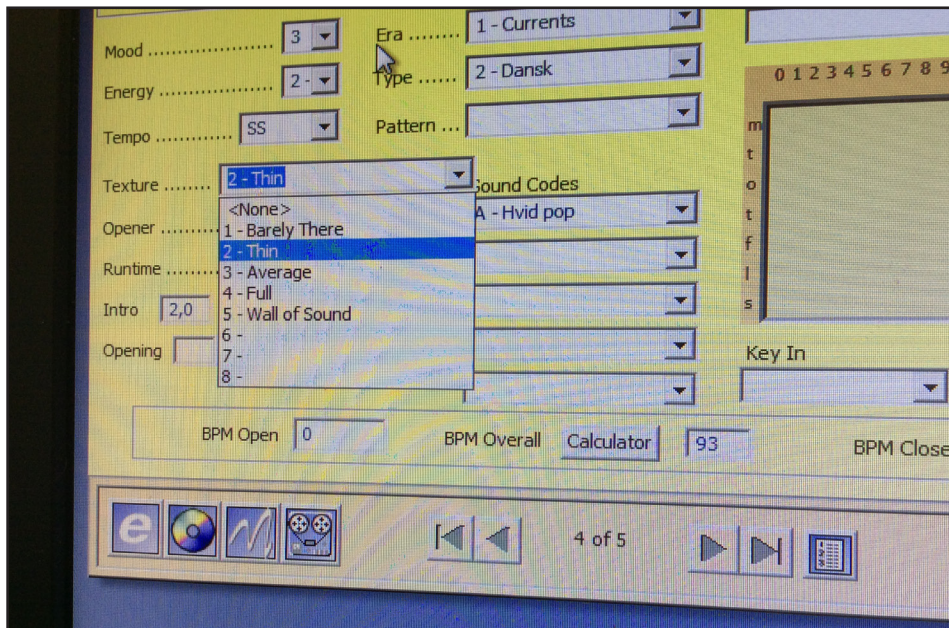 Mood .................... 3
Era ........ 1 - Currents
Energy .................. 2 -
Type ...... 2 - Dansk
0 1 2 3 4 5 6 7 8 9
Tempo ............. SS
Pattern ...
Texture ........ 2 - Thin
Sound Codes
<None>
A - Hvid pop
Opener
1 - Barely There
2 - Thin
Runtime
3 - Average
4 - Full
Intro 2,0
5 - Wall of Sound
6 -
Opening
7 -
8 -
m
t
o
t
f
l
s
Key In
BPM Open 0
BPM Overall Calculator 93
BPM Close
e
4 of 5